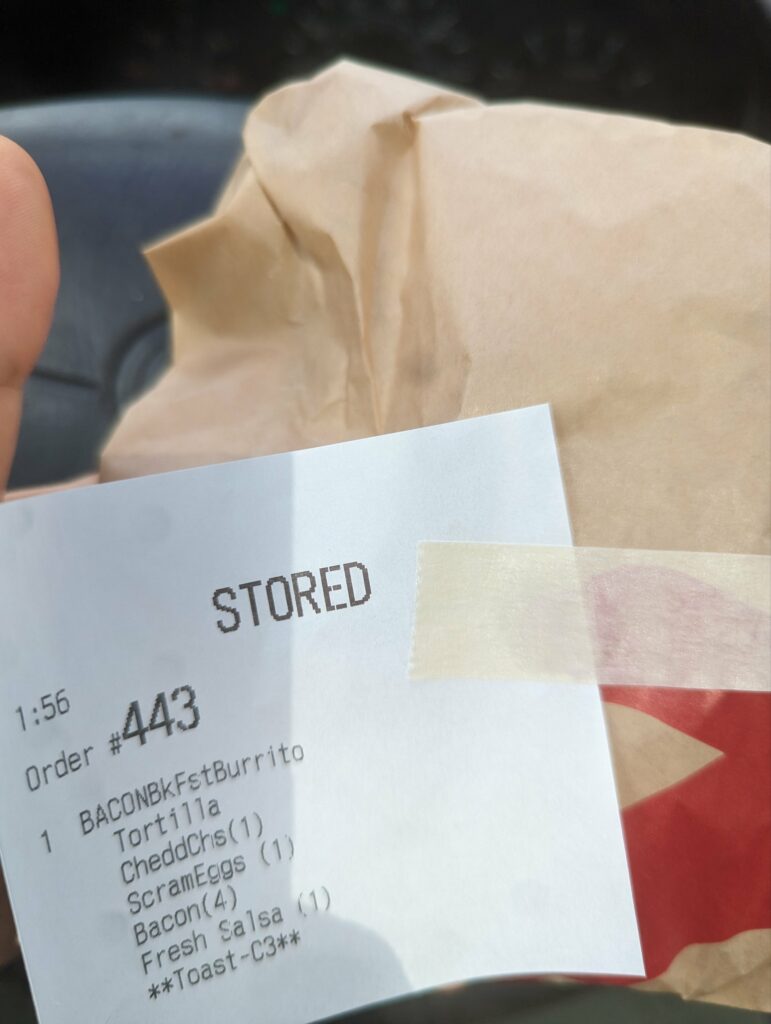 STORED
1:56
Order #443
1 BACONBkFstBurrito
Tortilla
CheddChs(1)
ScramEggs (1)
Bacon(4)
Fresh Salsa (1)
**Toast-C3**